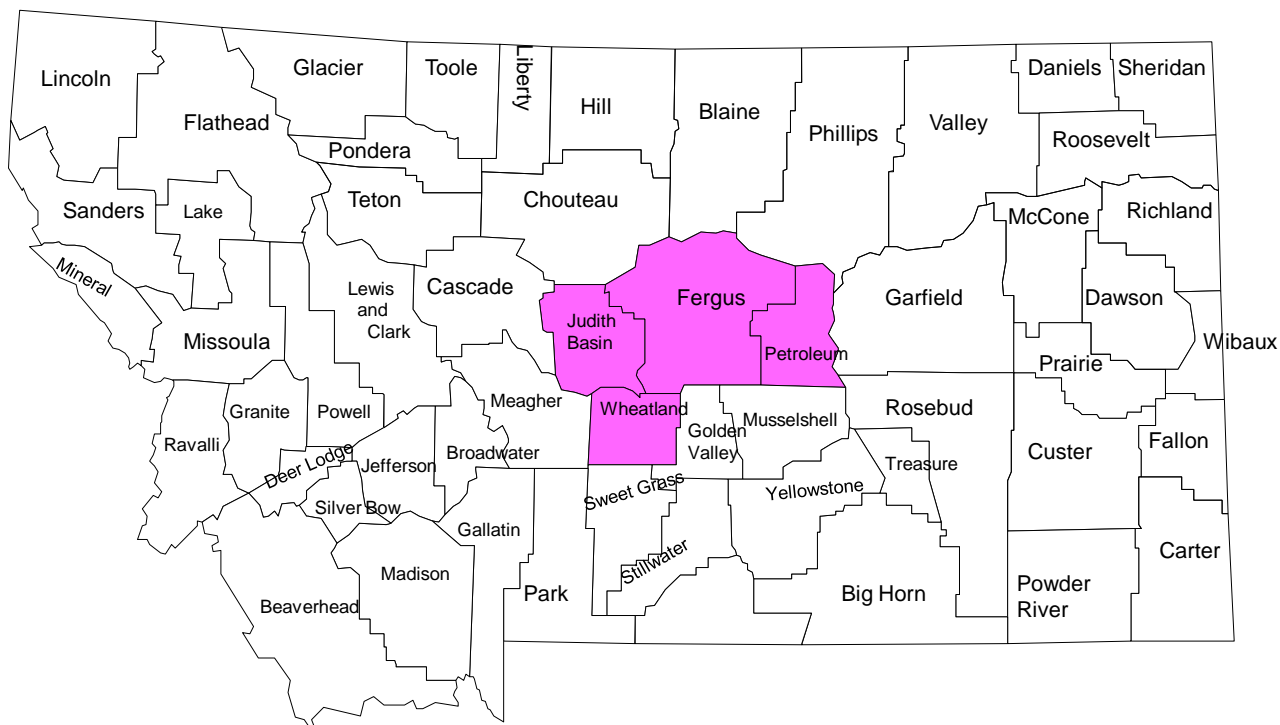 Lincoln
Flathead
Glacier
Toole
Liberty
Hill
Blaine
Phillips
Valley
Daniels
Sheridan
Roosevelt
Pondera
Teton
Chouteau
Sanders
Lake
McCone
Richland
Mineral
Missoula
Lewis
and
Clark
Cascade
Judith
Basin
Fergus
Petroleum
Garfield
Dawson
Wibaux
Prairie
Ravalli
Granite
Powell
Deer Lodge
Jefferson
Broadwater
Meagher
Wheatland
Golden
Valley
Musselshell
Rosebud
Treasure
Custer
Fallon
Silver Bow
Gallatin
Sweet Grass
Stillwater
Yellowstone
Beaverhead
Madison
Park
Big Horn
Powder
River
Carter